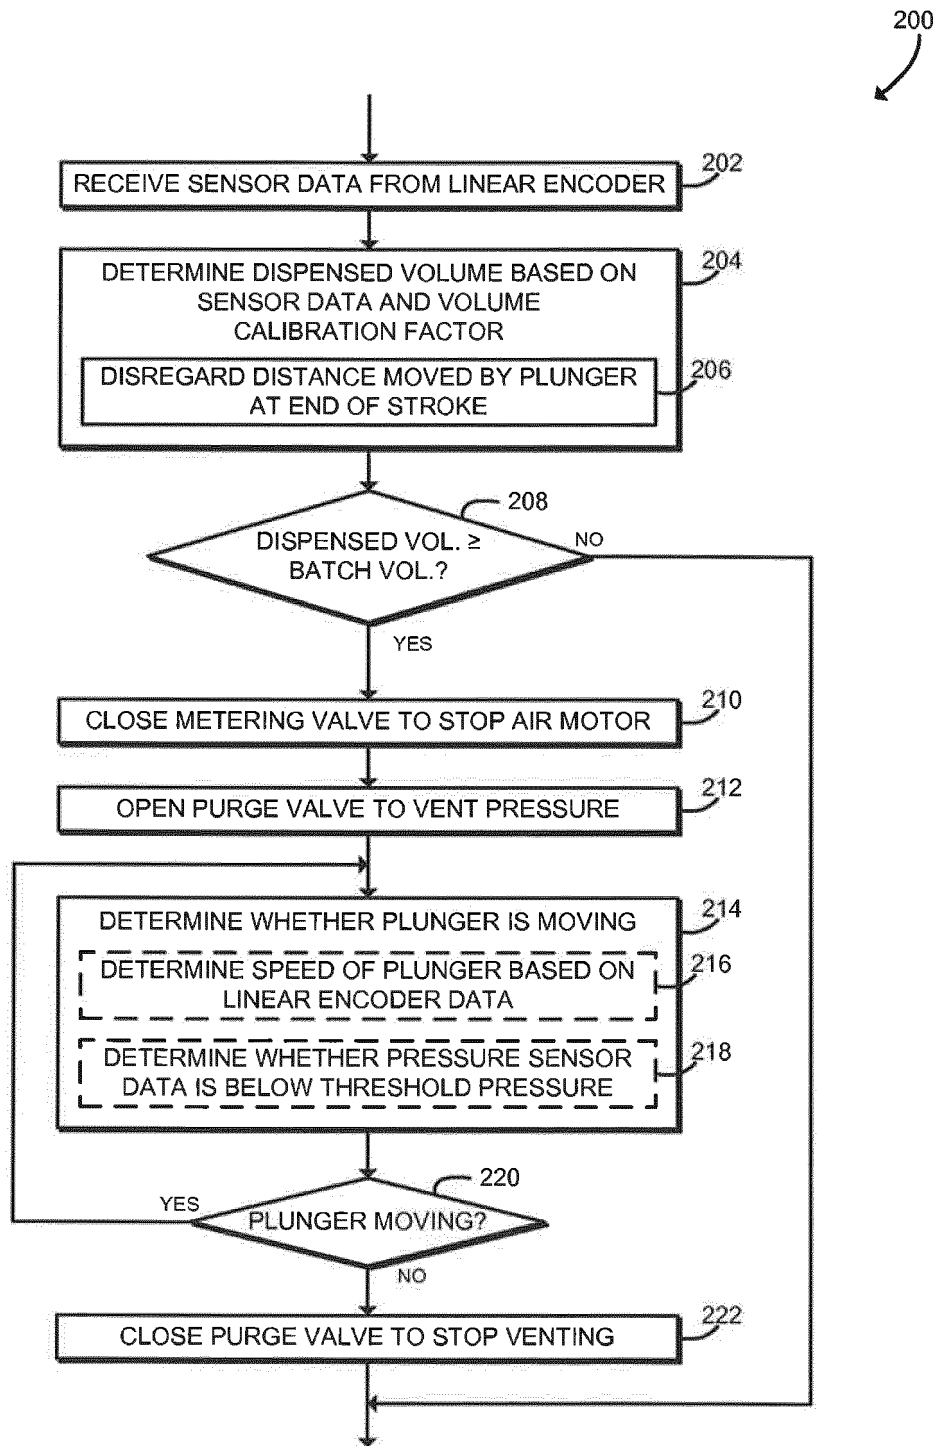 200
RECEIVE SENSOR DATA FROM LINEAR ENCODER
202
DETERMINE DISPENSED VOLUME BASED ON
SENSOR DATA AND VOLUME
CALIBRATION FACTOR
204
DISREGARD DISTANCE MOVED BY PLUNGER
AT END OF STROKE
206
208
DISPENSED VOL. ≥
BATCH VOL.?
NO
YES
CLOSE METERING VALVE TO STOP AIR MOTOR
210
OPEN PURGE VALVE TO VENT PRESSURE
212
DETERMINE WHETHER PLUNGER IS MOVING
214
DETERMINE SPEED OF PLUNGER BASED ON
LINEAR ENCODER DATA
216
DETERMINE WHETHER PRESSURE SENSOR
DATA IS BELOW THRESHOLD PRESSURE
218
220
YES
PLUNGER MOVING?
NO
CLOSE PURGE VALVE TO STOP VENTING
222